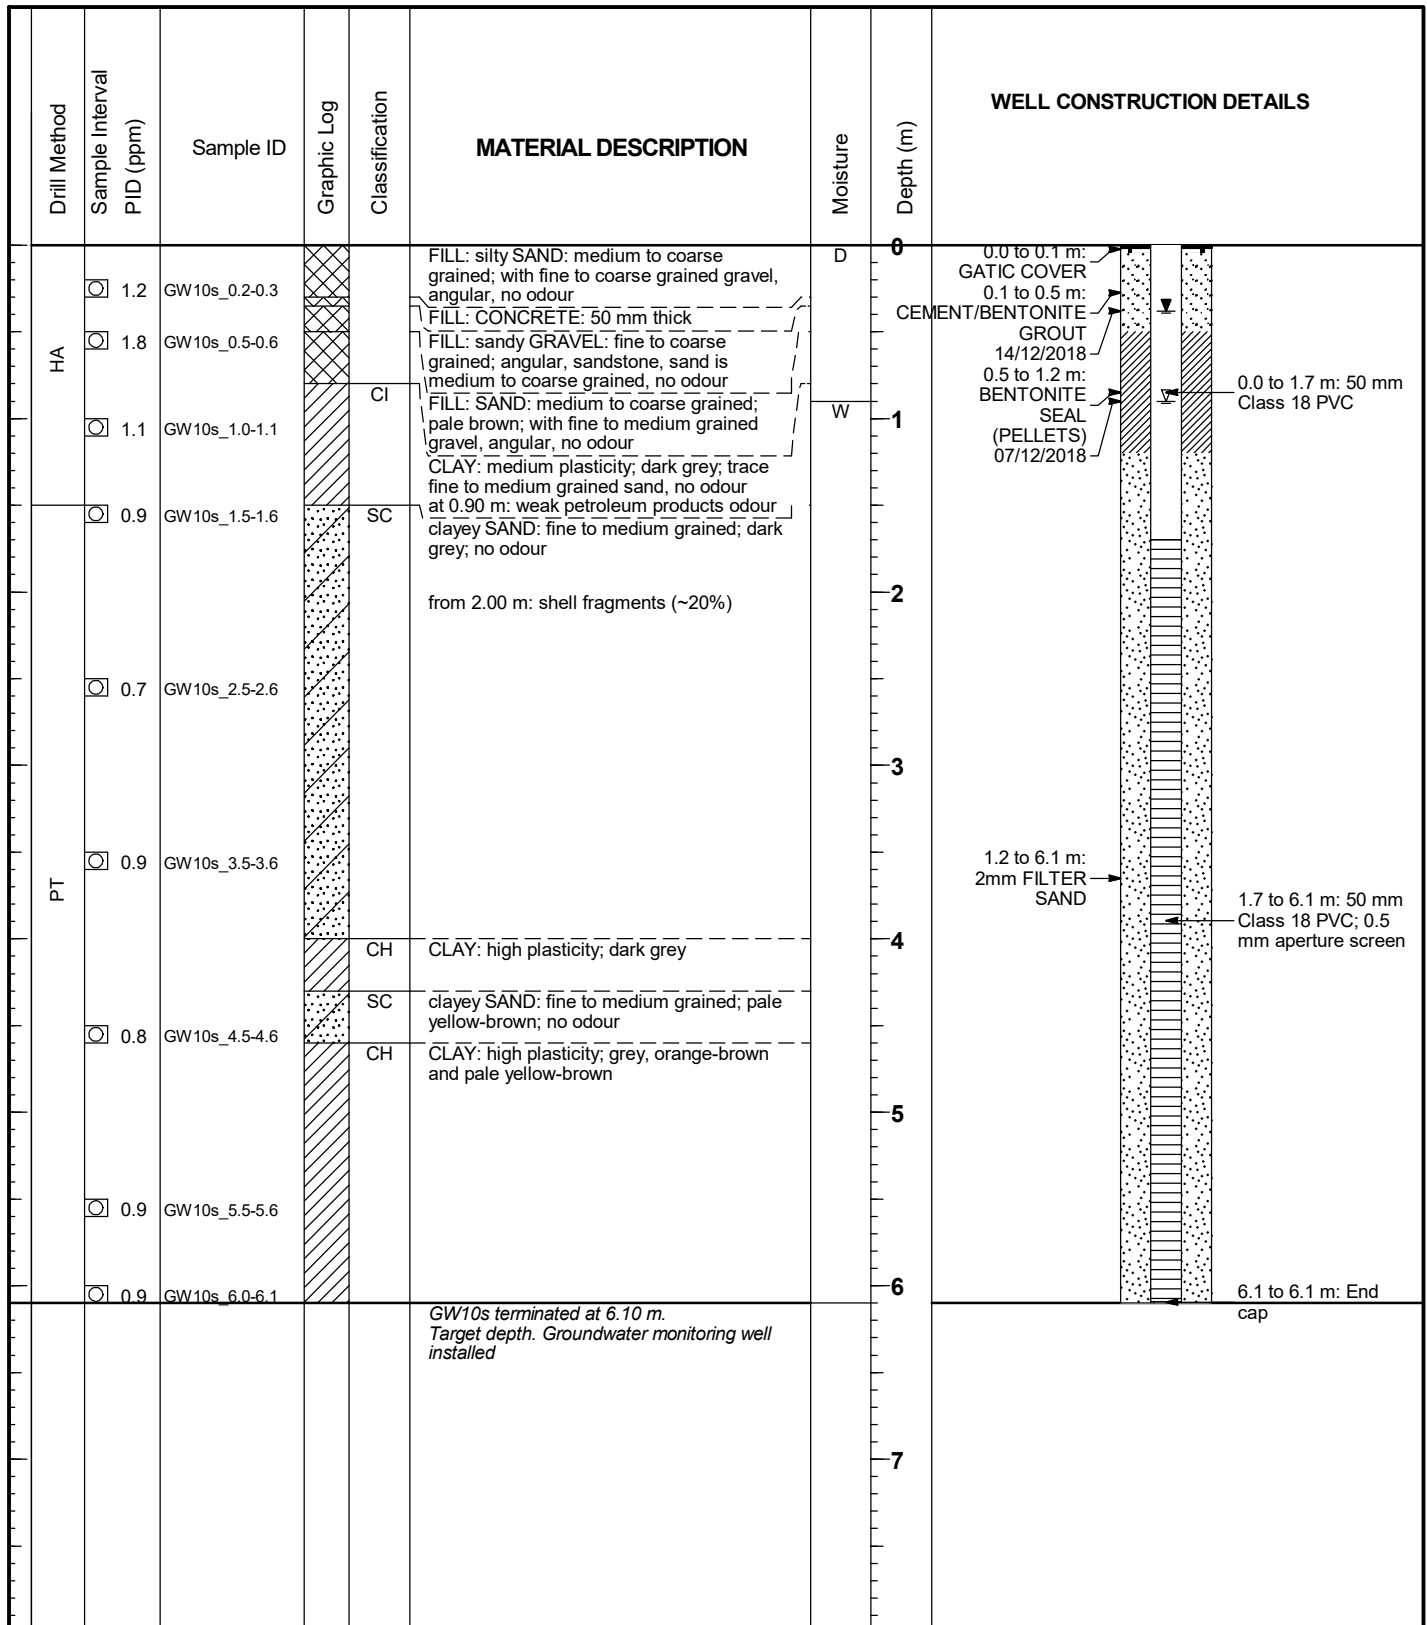 Drill Method
Sample Interval
PID (ppm)
Sample ID
Graphic Log
Classification
MATERIAL DESCRIPTION
Moisture
Depth (m)
WELL CONSTRUCTION DETAILS
HA
PT
1.2 GW10s_0.2-0.3
1.8 GW10s_0.5-0.6
1.1 GW10s_1.0-1.1
0.9 GW10s_1.5-1.6
0.7 GW10s_2.5-2.6
0.9 GW10s_3.5-3.6
0.8 GW10s_4.5-4.6
0.9 GW10s_5.5-5.6
0.9 GW10s_6.0-6.1
CI
SC
CH
SC
CH
FILL: silty SAND: medium to coarse
grained; with fine to coarse grained gravel,
angular, no odour
FILL: CONCRETE: 50 mm thick
FILL: sandy GRAVEL: fine to coarse
grained; angular, sandstone, sand is
medium to coarse grained, no odour
FILL: SAND: medium to coarse grained;
pale brown; with fine to medium grained
gravel, angular, no odour
CLAY: medium plasticity; dark grey; trace
fine to medium grained sand, no odour
at 0.90 m: weak petroleum products odour
clayey SAND: fine to medium grained; dark
grey; no odour
from 2.00 m: shell fragments (~20%)
CLAY: high plasticity; dark grey
clayey SAND: fine to medium grained; pale
yellow-brown; no odour
CLAY: high plasticity; grey, orange-brown
and pale yellow-brown
GW10s terminated at 6.10 m.
Target depth. Groundwater monitoring well
installed
D
W
0
1
2
3
4
5
6
7
0.0 to 0.1 m:
GATIC COVER
0.1 to 0.5 m:
CEMENT/BENTONITE
GROUT
14/12/2018
0.5 to 1.2 m:
BENTONITE
SEAL
(PELLETS)
07/12/2018
1.2 to 6.1 m:
2mm FILTER
SAND
0.0 to 1.7 m: 50 mm
Class 18 PVC
1.7 to 6.1 m: 50 mm
Class 18 PVC; 0.5
mm aperture screen
6.1 to 6.1 m: End
cap